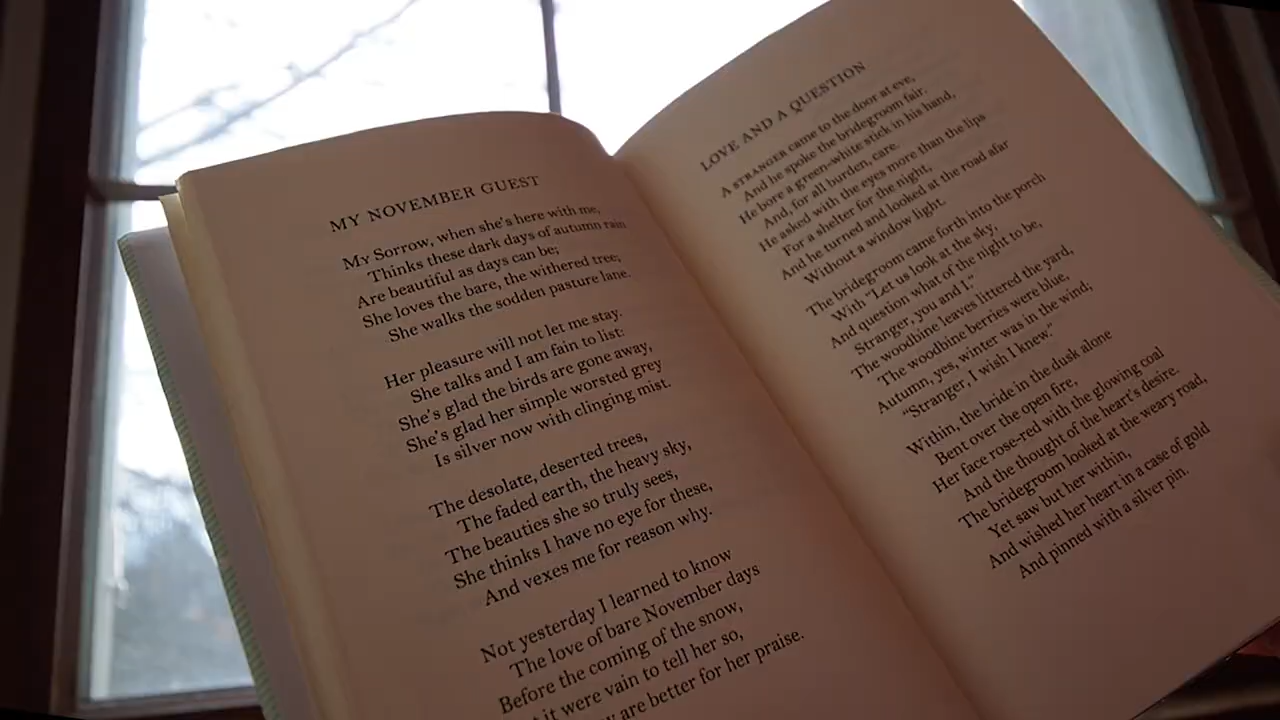 MY NOVEMBER GUEST
My Sorrow, when she's here with me,
Thinks these dark days of autumn rain
Are beautiful as days can be;
She loves the bare, the withered tree;
She walks the sodden pasture lane.
Her pleasure will not let me stay.
She talks and I am fain to list:
She's glad the birds are gone away,
She's glad her simple worsted grey
Is silver now with clinging mist.
The desolate, deserted trees,
The faded earth, the heavy sky,
The beauties she so truly sees,
She thinks I have no eye for these,
And vexes me for reason why.
Not yesterday I learned to know
The love of bare November days
Before the coming of the snow,
it were vain to tell her so,
are better for her praise.
LOVE AND A QUESTION
A STRANGER came to the door at eve,
And he spoke the bridegroom fair.
He bore a green-white stick in his hand,
And, for all burden, care.
He asked with the eyes more than the lips
For a shelter for the night,
And he turned and looked at the road afar
Without a window light.
The bridegroom came forth into the porch
With “Let us look at the sky,
And question what of the night to be,
Stranger, you and I.”
The woodbine leaves littered the yard,
The woodbine berries were blue,
Autumn, yes, winter was in the wind;
“Stranger, I wish I knew.”
Within, the bride in the dusk alone
Bent over the open fire,
Her face rose-red with the glowing coal
And the thought of the heart's desire.
The bridegroom looked at the weary road,
Yet saw but her within,
And wished her heart in a case of gold
And pinned with a silver pin.